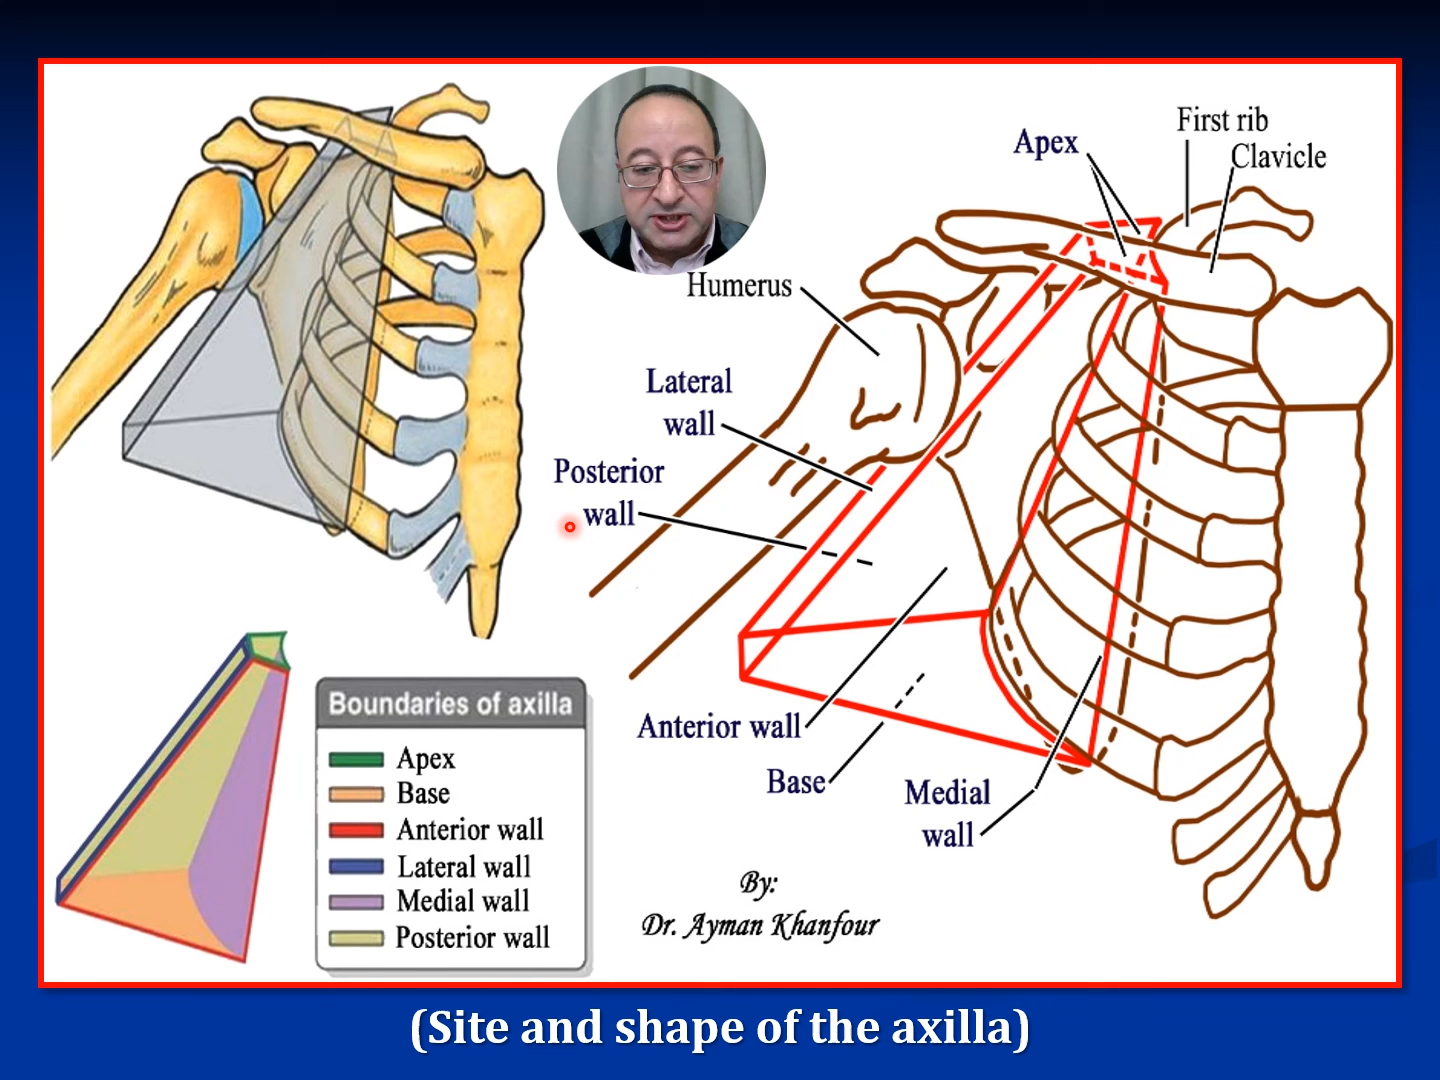 First rib
Apex
Clavicle
Humerus
Lateral
wall
Posterior
wall
Anterior wall
Base
Medial
wall
Boundaries of axilla
Apex
Base
Anterior wall
Lateral wall
Medial wall
Posterior wall
By:
Dr. Ayman Khanfour
(Site and shape of the axilla)